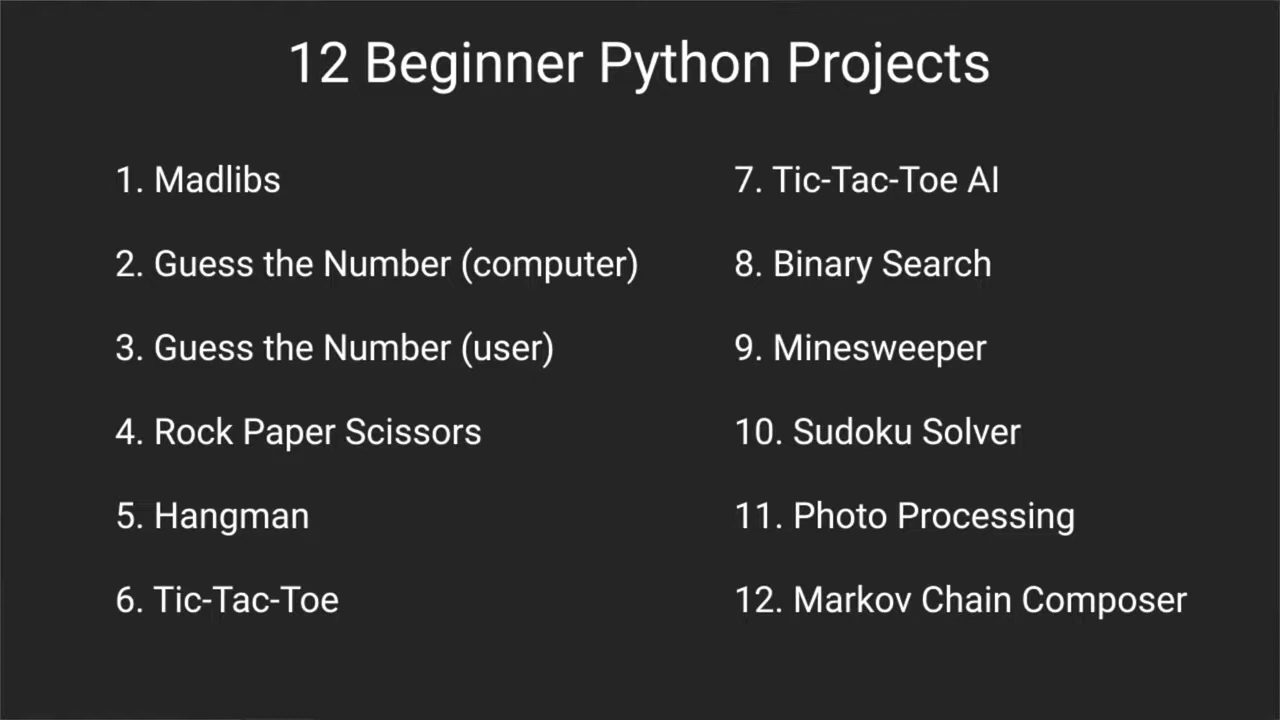 12 Beginner Python Projects
1. Madlibs
2. Guess the Number (computer)
3. Guess the Number (user)
4. Rock Paper Scissors
5. Hangman
6. Tic-Tac-Toe
7. Tic-Tac-Toe AI
8. Binary Search
9. Minesweeper
10. Sudoku Solver
11. Photo Processing
12. Markov Chain Composer